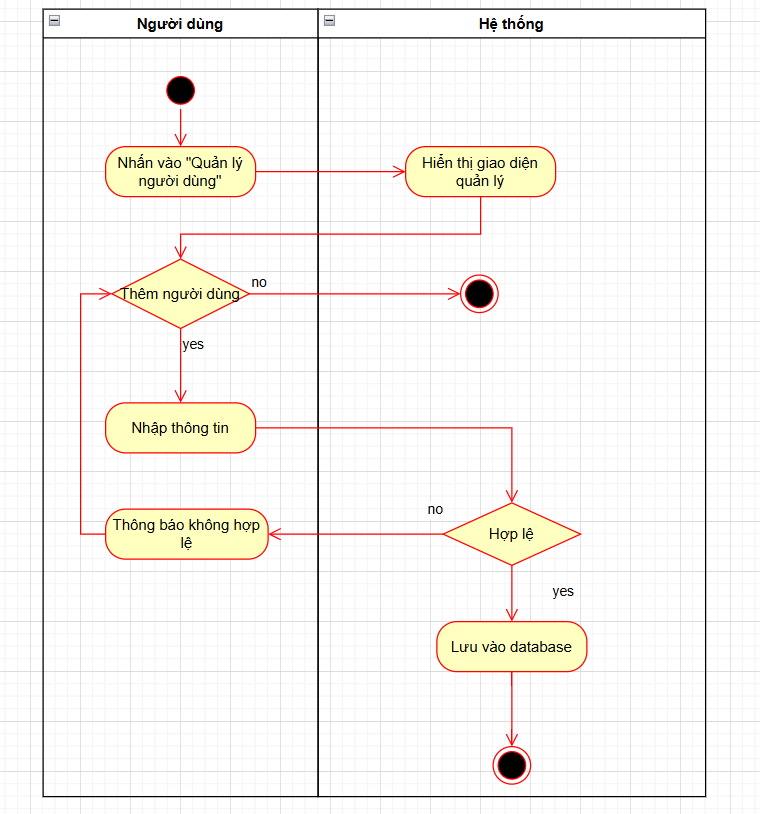 Người dùng
Hệ thống
Nhấn vào "Quản lý
người dùng"
Hiển thị giao diện
quản lý
Thêm người dùng
no
yes
Nhập thông tin
no
Hợp lệ
Thông báo không hợp
lệ
yes
Lưu vào database